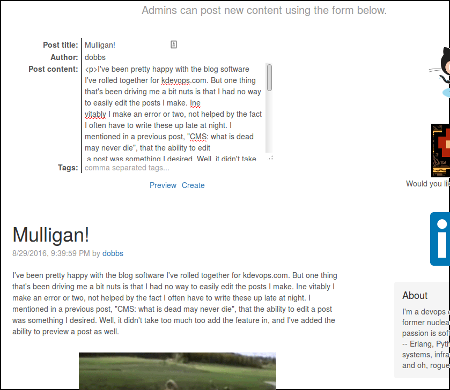 Admins can post new content using the form below.
Post title: Mulligan!
Author: dobbs
Post content: <p>I've been pretty happy with the blog software
I've rolled together for kdevops.com. But one thing
that's been driving me a bit nuts is that I had no way
to easily edit the posts I make. Ine
vitably I make an error or two, not helped by the fact
I often have to write these up late at night. I
mentioned in a previous post, "CMS: what is dead
may never die", that the ability to edit
a post was something I desired. Well, it didn't take
Tags: comma separated tags...
Preview Create
Would you li
Mulligan!
8/29/2016, 9:39:59 PM by dobbs
I've been pretty happy with the blog software I've rolled together for kdevops.com. But one thing
that's been driving me a bit nuts is that I had no way to easily edit the posts I make. Ine vitably I
make an error or two, not helped by the fact I often have to write these up late at night. I
mentioned in a previous post, "CMS: what is dead may never die", that the ability to edit a post
was something I desired. Well, it didn't take too much too add the feature in, and I've added the
ability to preview a post as well.
About
I'm a devops
former nuclea
passion is sof
-- Erlang, Pyth
systems, infra
and oh, rogue